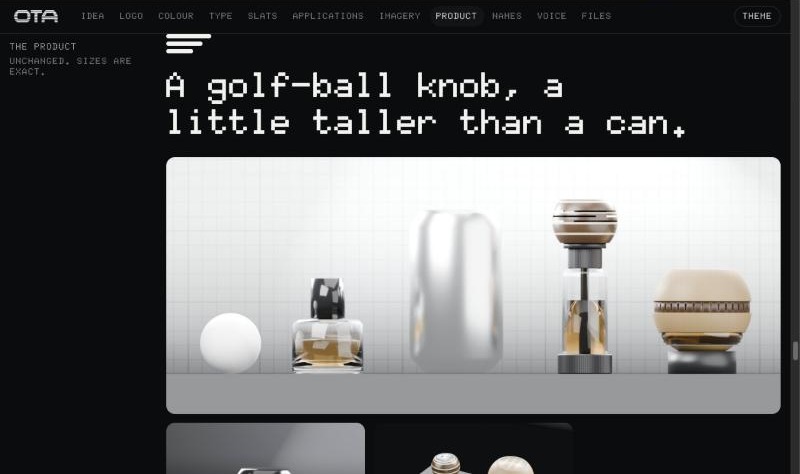 OTA IDEA LOGO COLOUR TYPE SLATS APPLICATIONS IMAGERY PRODUCT NAMES VOICE FILES THEME
THE PRODUCT
UNCHANGED. SIZES ARE
EXACT.
A golf-ball knob, a
little taller than a can.